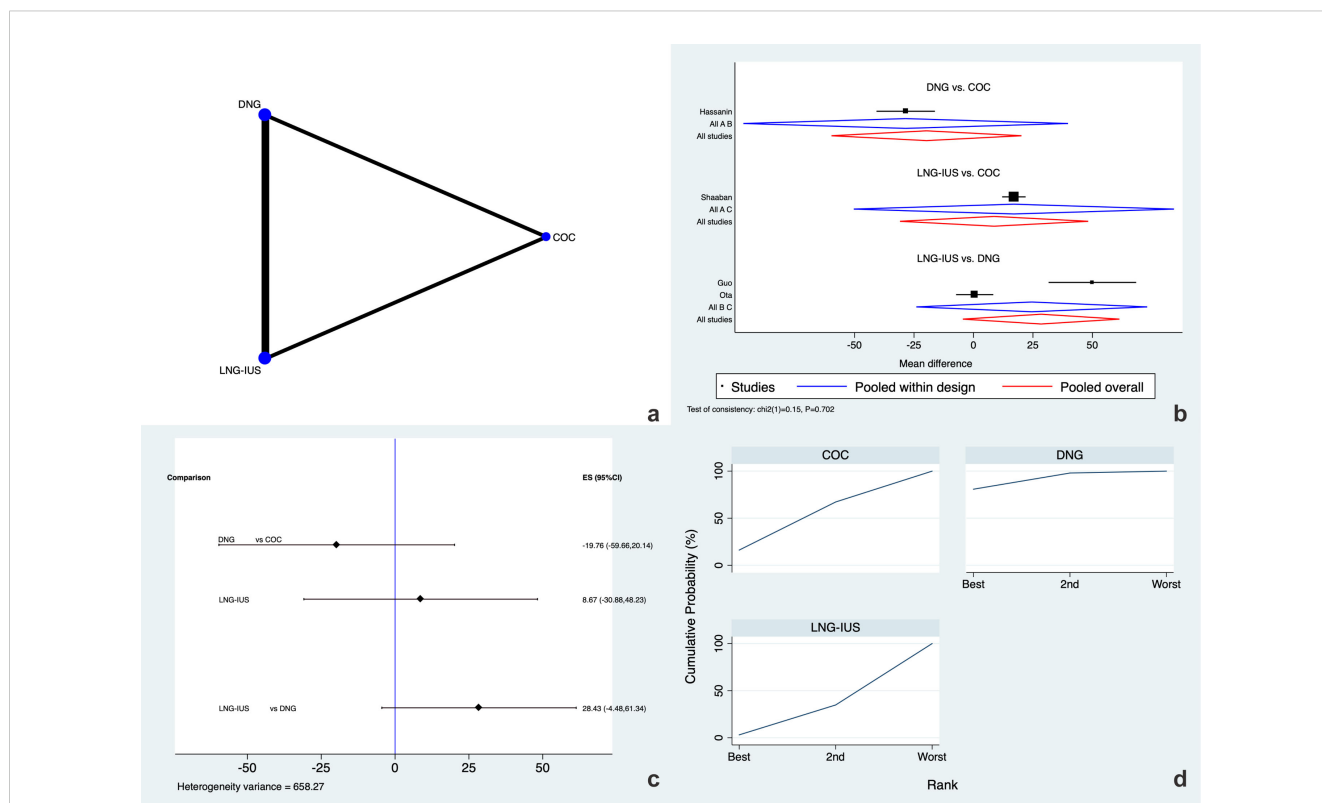 DNG
COC
LNG-IUS
a
DNG vs. COC
Hassanin
All A B
All studies
LNG-IUS vs. COC
Shaaban
All A C
All studies
LNG-IUS vs. DNG
Guo
Ota
All B C
All studies
-50 -25 0 25 50
Mean difference
Studies Pooled within design Pooled overall
Test of consistency: chi2(1)=0.15, P=0.702
b
Comparison ES (95%CI)
DNG vs COC -19.76 (-59.66,20.14)
LNG-IUS 8.67 (-30.88,48.23)
LNG-IUS vs DNG 28.43 (-4.48,61.34)
-50 -25 0 25 50
Heterogeneity variance = 658.27
c
COC DNG
100
50
0
Best 2nd Worst
LNG-IUS
100
50
0
Best 2nd Worst
Cumulative Probability (%)
Rank
d